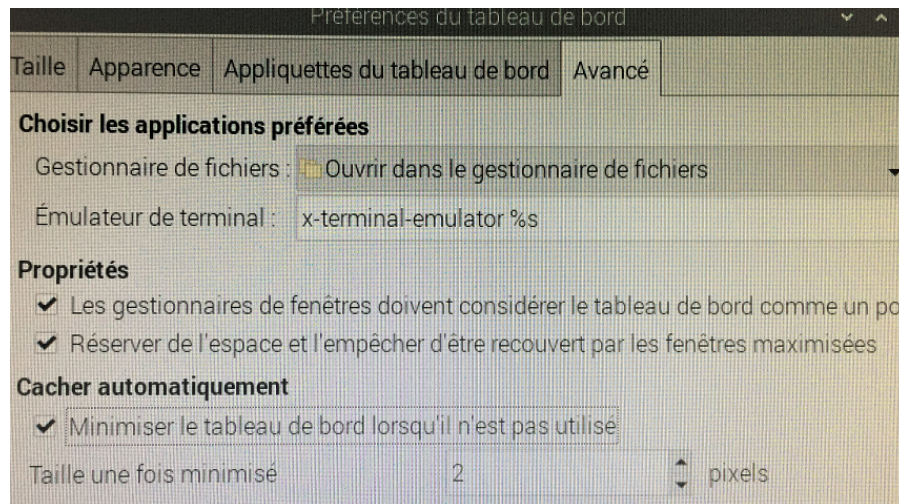 Préférences du tableau de bord
Taille Apparence Appliquettes du tableau de bord Avancé
Choisir les applications préférées
Gestionnaire de fichiers : Ouvrir dans le gestionnaire de fichiers
Émulateur de terminal : x-terminal-emulator %s
Propriétés
Les gestionnaires de fenêtres doivent considérer le tableau de bord comme un po
Réserver de l'espace et l'empêcher d'être recouvert par les fenêtres maximisées
Cacher automatiquement
Minimiser le tableau de bord lorsqu'il n'est pas utilisé
Taille une fois minimisé 2 pixels